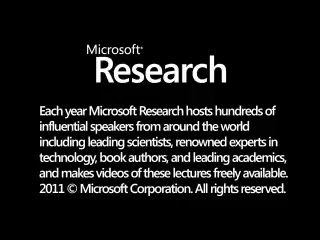 Microsoft®
Research
Each year Microsoft Research hosts hundreds of
influential speakers from around the world
including leading scientists, renowned experts in
technology, book authors, and leading academics,
and makes videos of these lectures freely available.
2011 © Microsoft Corporation. All rights reserved.